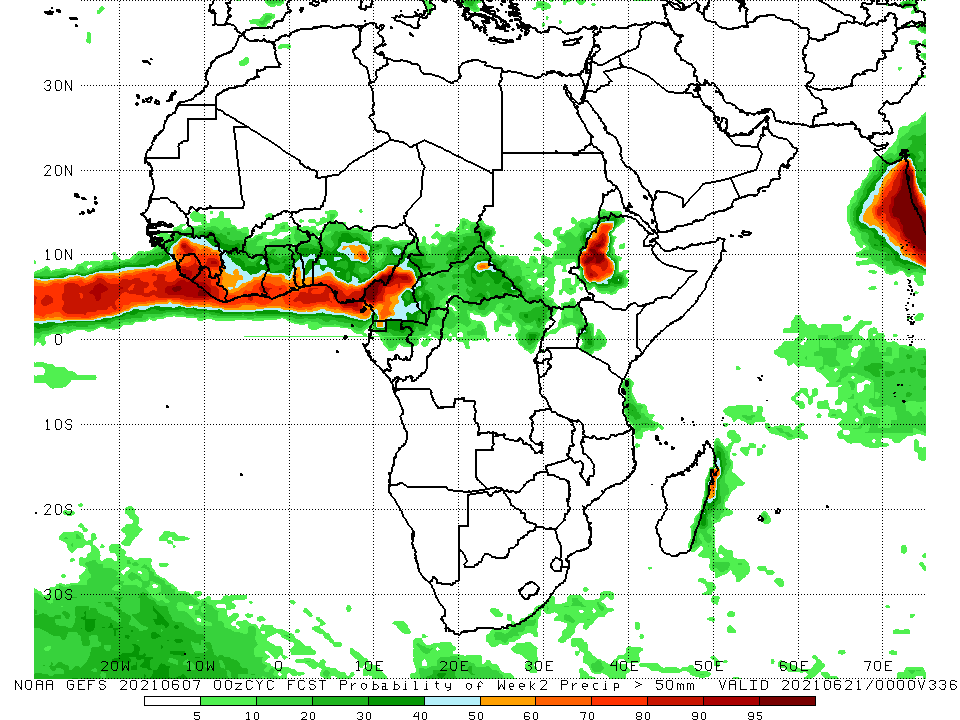 30N
20N
10N
0
10S
20S
30S
20W 10W 0 10E 20E 30E 40E 50E 60E 70E
NOAA GEFS 20210607 00zCYC FCST Probability of Week2 Precip > 50mm VALID 20210621/0000V336
5 10 20 30 40 50 60 70 80 90 95